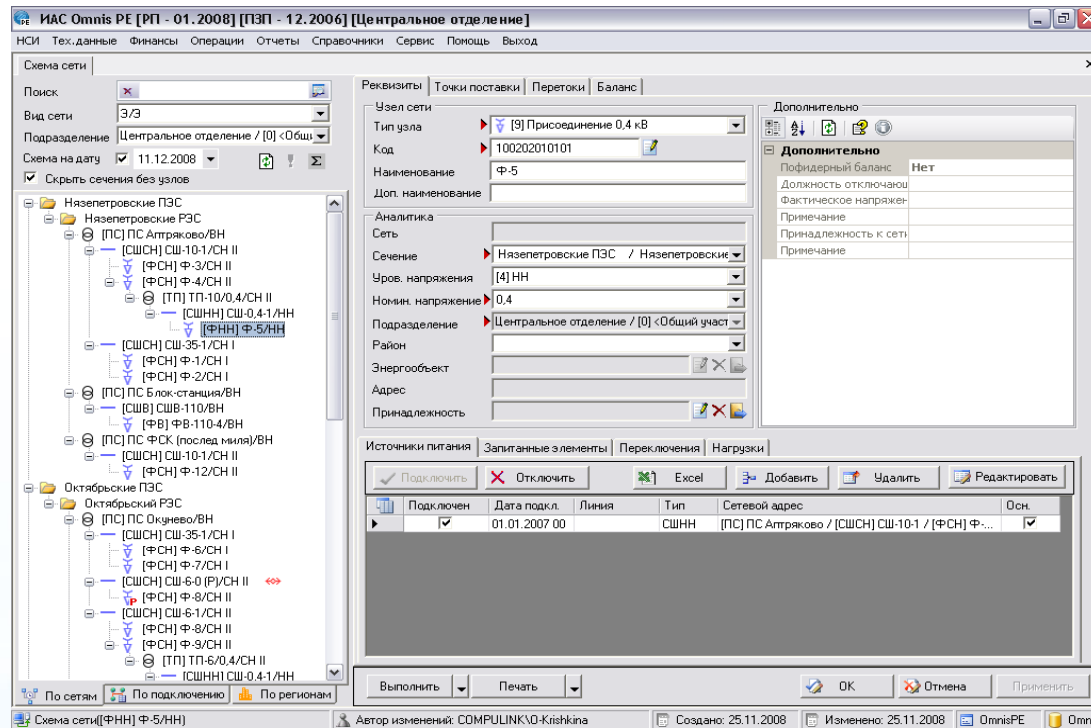 ИАС Omnis PE [РП - 01.2008] [ПЗП - 12.2006] [Центральное отделение]
НСИ Тех.данные Финансы Операции Отчеты Справочники Сервис Помощь Выход
Схема сети
Поиск
Вид сети Э/Э
Подразделение Центральное отделение / [0] <Общи
Схема на дату 11.12.2008
Скрыть сечения без узлов
Нязепетровские ПЭС
Нязепетровские РЭС
[ПС] ПС Аптряково/ВН
[СШСН] СШ-10-1/СН II
[ФСН] Ф-3/СН II
[ФСН] Ф-4/СН II
[ТП] ТП-10/0,4/СН II
[СШНН] СШ-0,4-1/НН
[ФНН] Ф-5/НН
[СШСН] СШ-35-1/СН I
[ФСН] Ф-1/СН I
[ФСН] Ф-2/СН I
[ПС] ПС Блок-станция/ВН
[СШВ] СШВ-110/ВН
[ФВ] ФВ-110-4/ВН
[ПС] ПС ФСК (послед миля)/ВН
[СШСН] СШ-10-1/СН II
[ФСН] Ф-12/СН II
Октябрьские ПЭС
Октябрьский РЭС
[ПС] ПС Окунево/ВН
[СШСН] СШ-35-1/СН I
[ФСН] Ф-6/СН I
[ФСН] Ф-7/СН I
[СШСН] СШ-6-0 (Р)/СН II
[ФСН] Ф-8/СН II
[СШСН] СШ-6-1/СН II
[ФСН] Ф-8/СН II
[ФСН] Ф-9/СН II
[ТП] ТП-6/0,4/СН II
[СШНН] СШ-0,4-1/НН
По сетям По подключению По регионам
Реквизиты Точки поставки Перетоки Баланс
Узел сети
Тип узла [9] Присоединение 0,4 кВ
Код 100202010101
Наименование Ф-5
Доп. наименование
Аналитика
Сеть
Сечение Нязепетровские ПЭС / Нязепетровские
Уров. напряжения [4] НН
Номин. напряжение 0,4
Подразделение Центральное отделение / [0] <Общий участ
Район
Энергообъект
Адрес
Принадлежность
Дополнительно
Дополнительно
Пофидерный баланс Нет
Должность отключающ
Фактическое напряжен
Примечание
Принадлежность к сети
Примечание
Источники питания Запитанные элементы Переключения Нагрузки
Подключить Отключить Excel Добавить Удалить Редактировать
Подключен Дата подкл. Линия Тип Сетевой адрес Осн.
01.01.2007 00 СШНН [ПС] ПС Аптряково / [СШСН] СШ-10-1 / [ФСН] Ф-...
Выполнить Печать OK Отмена Применить
Схема сети([ФНН] Ф-5/НН) Автор изменений: COMPULINK\O-Krishkina Создано: 25.11.2008 Изменено: 25.11.2008 OmnisPE Omn